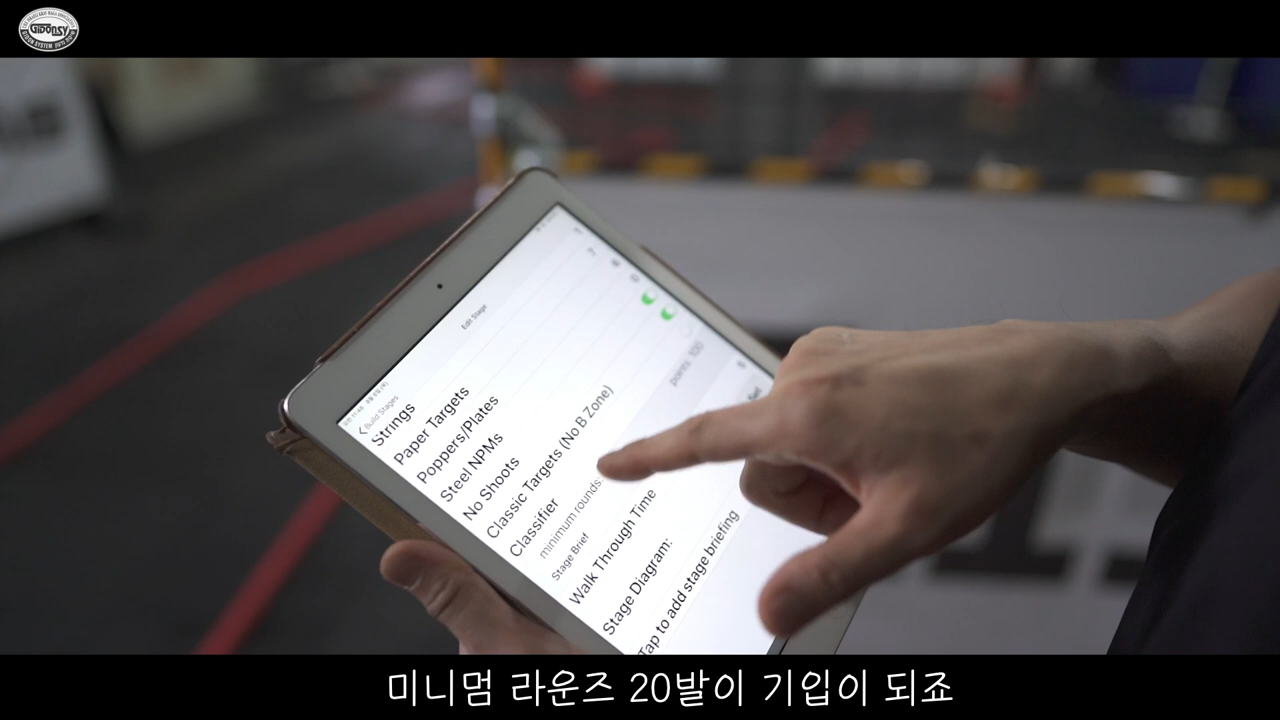 GIDONSY
Edit Stage
Build Stages
Strings
Paper Targets
Poppers/Plates
Steel NPMs
No Shoots
Classic Targets (No B Zone)
Classifier
minimum rounds:
points: 100
Stage Brief
Walk Through Time
Stage Diagram:
Tap to add stage briefing
미니멈 라운즈 20발이 기입이 되죠